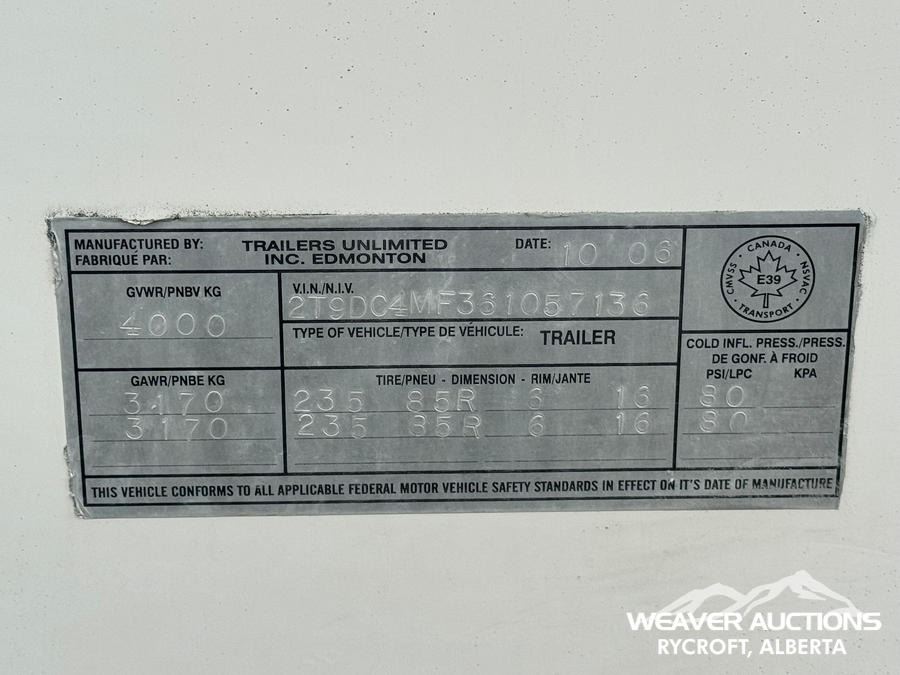 MANUFACTURED BY: TRAILERS UNLIMITED DATE: 10 06
FABRIQUÉ PAR: INC. EDMONTON
GVWR/PNBV KG
4000
V.I.N./N.I.V.
2T9DC4MF361057136
TYPE OF VEHICLE/TYPE DE VÉHICULE: TRAILER
CANADA
CMVSS
E39
NSVAC
TRANSPORT
GAWR/PNBE KG
3170
3170
TIRE/PNEU - DIMENSION - RIM/JANTE
235 85R 6 16
235 85R 6 16
COLD INFL. PRESS./PRESS.
DE GONF. À FROID
PSI/LPC KPA
80
80
THIS VEHICLE CONFORMS TO ALL APPLICABLE FEDERAL MOTOR VEHICLE SAFETY STANDARDS IN EFFECT ON IT'S DATE OF MANUFACTURE
WEAVER AUCTIONS
RYCROFT, ALBERTA